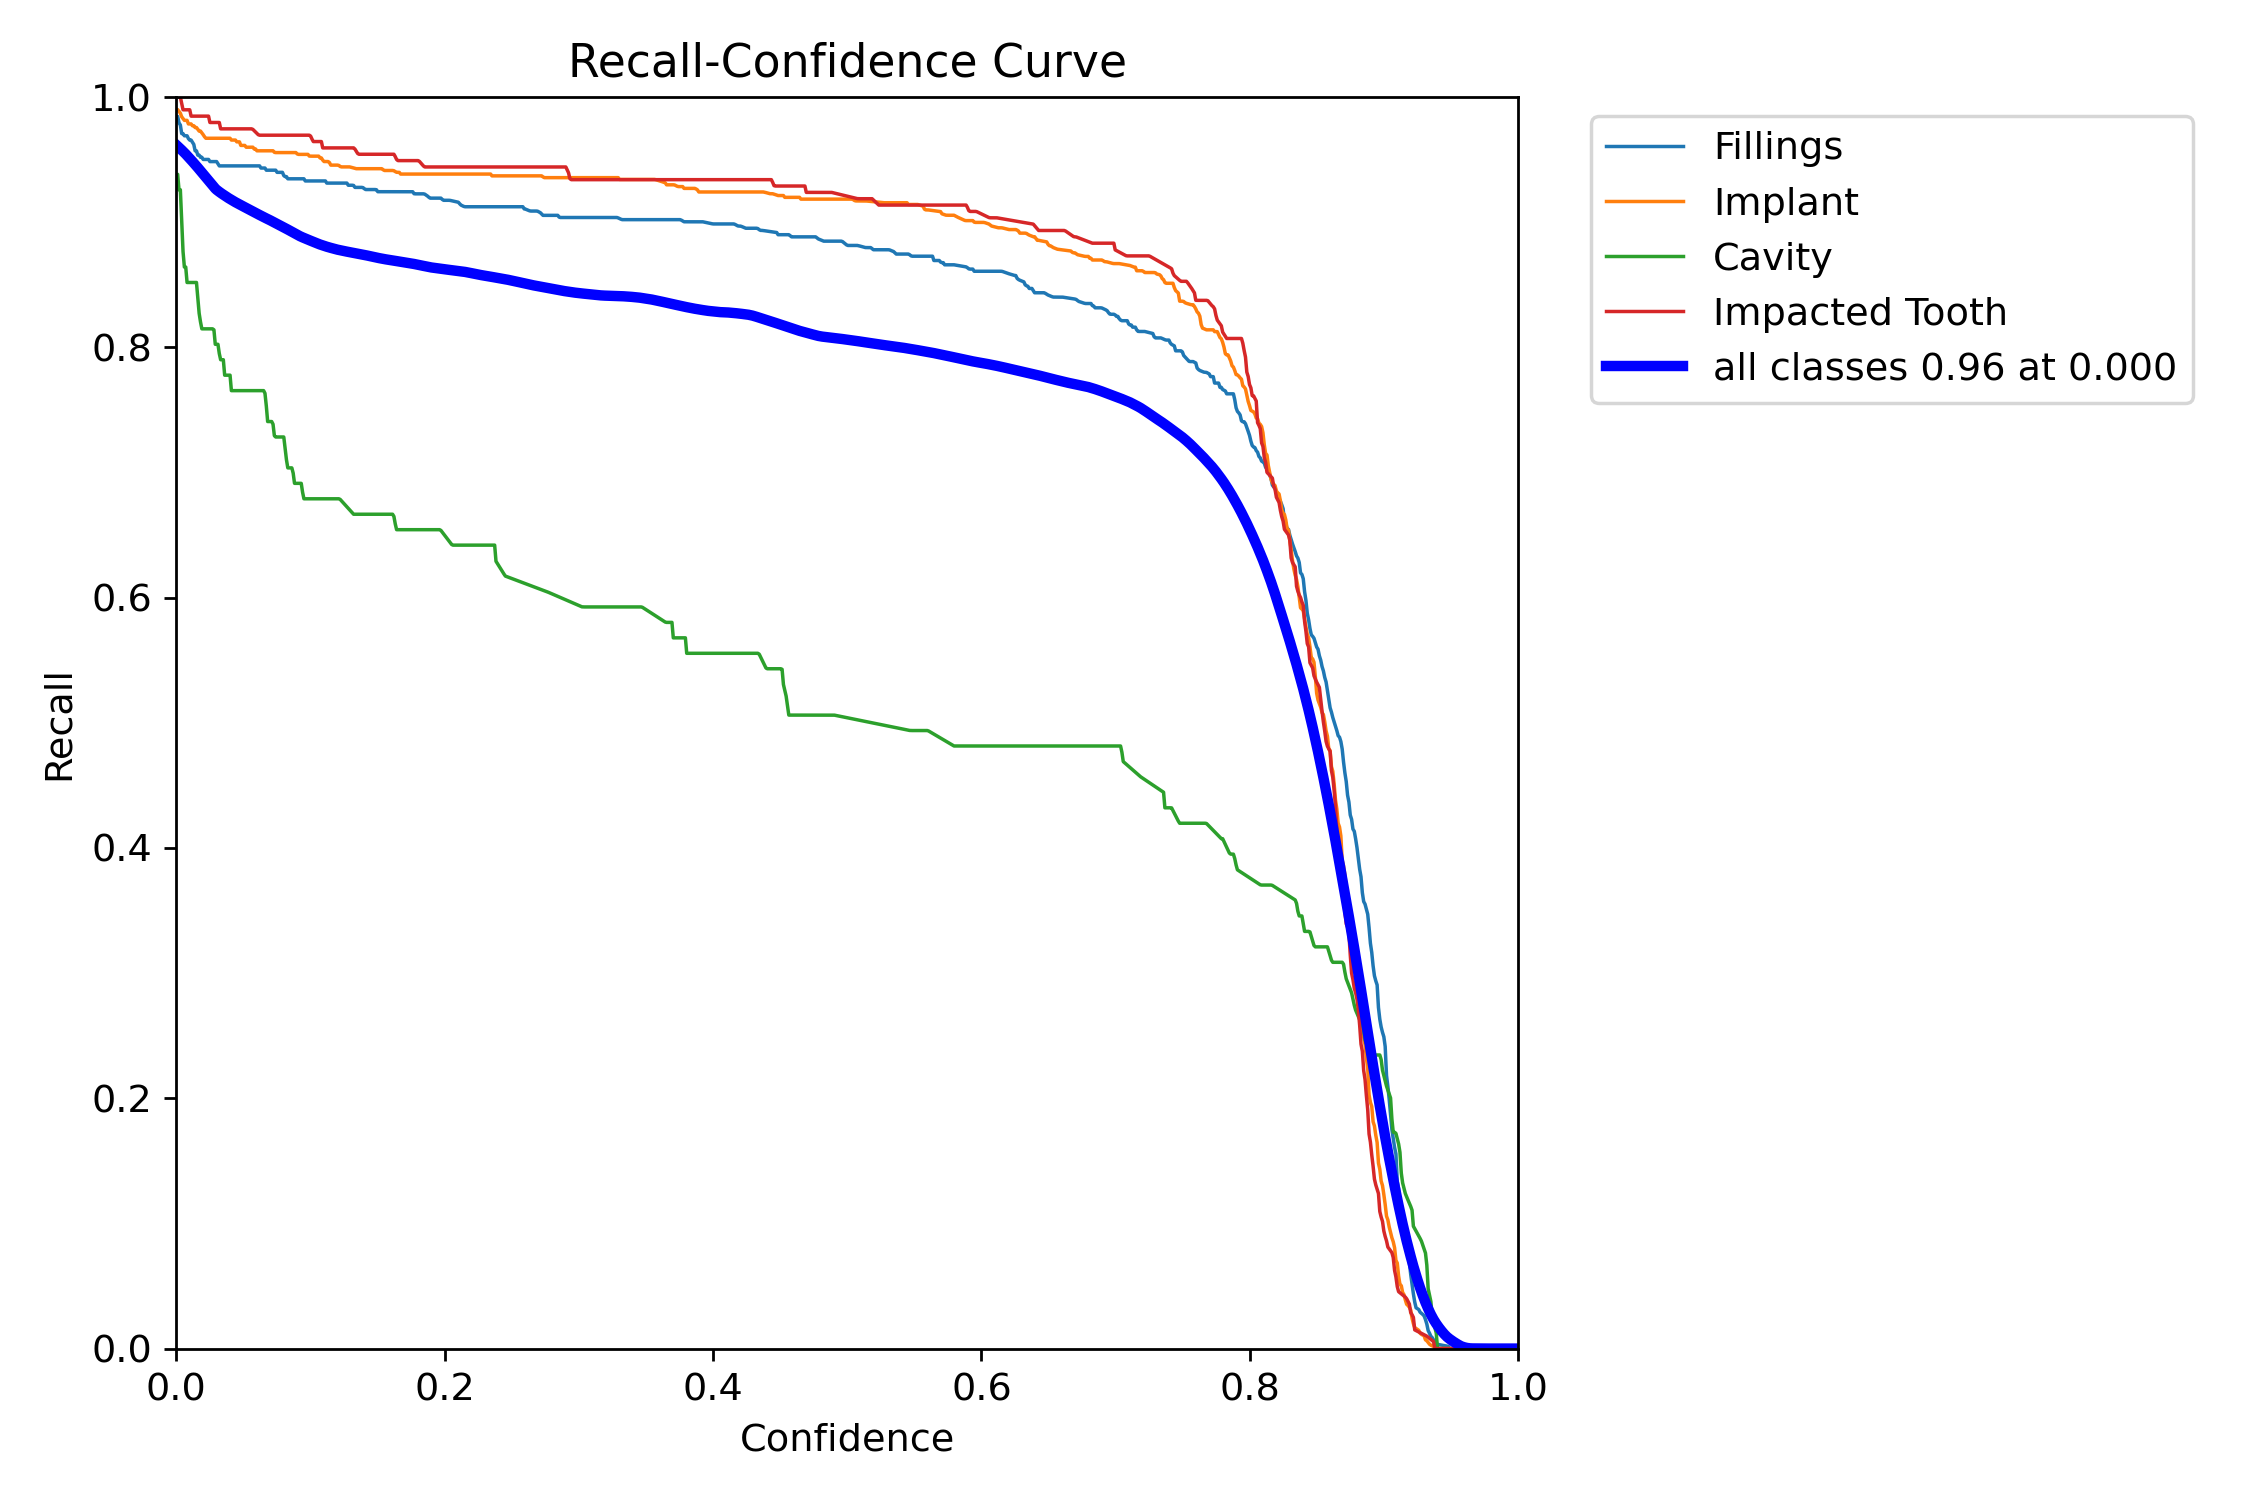 Recall-Confidence Curve
1.0
0.8
0.6
0.4
0.2
0.0
Recall
0.0 0.2 0.4 0.6 0.8 1.0
Confidence
Fillings
Implant
Cavity
Impacted Tooth
all classes 0.96 at 0.000